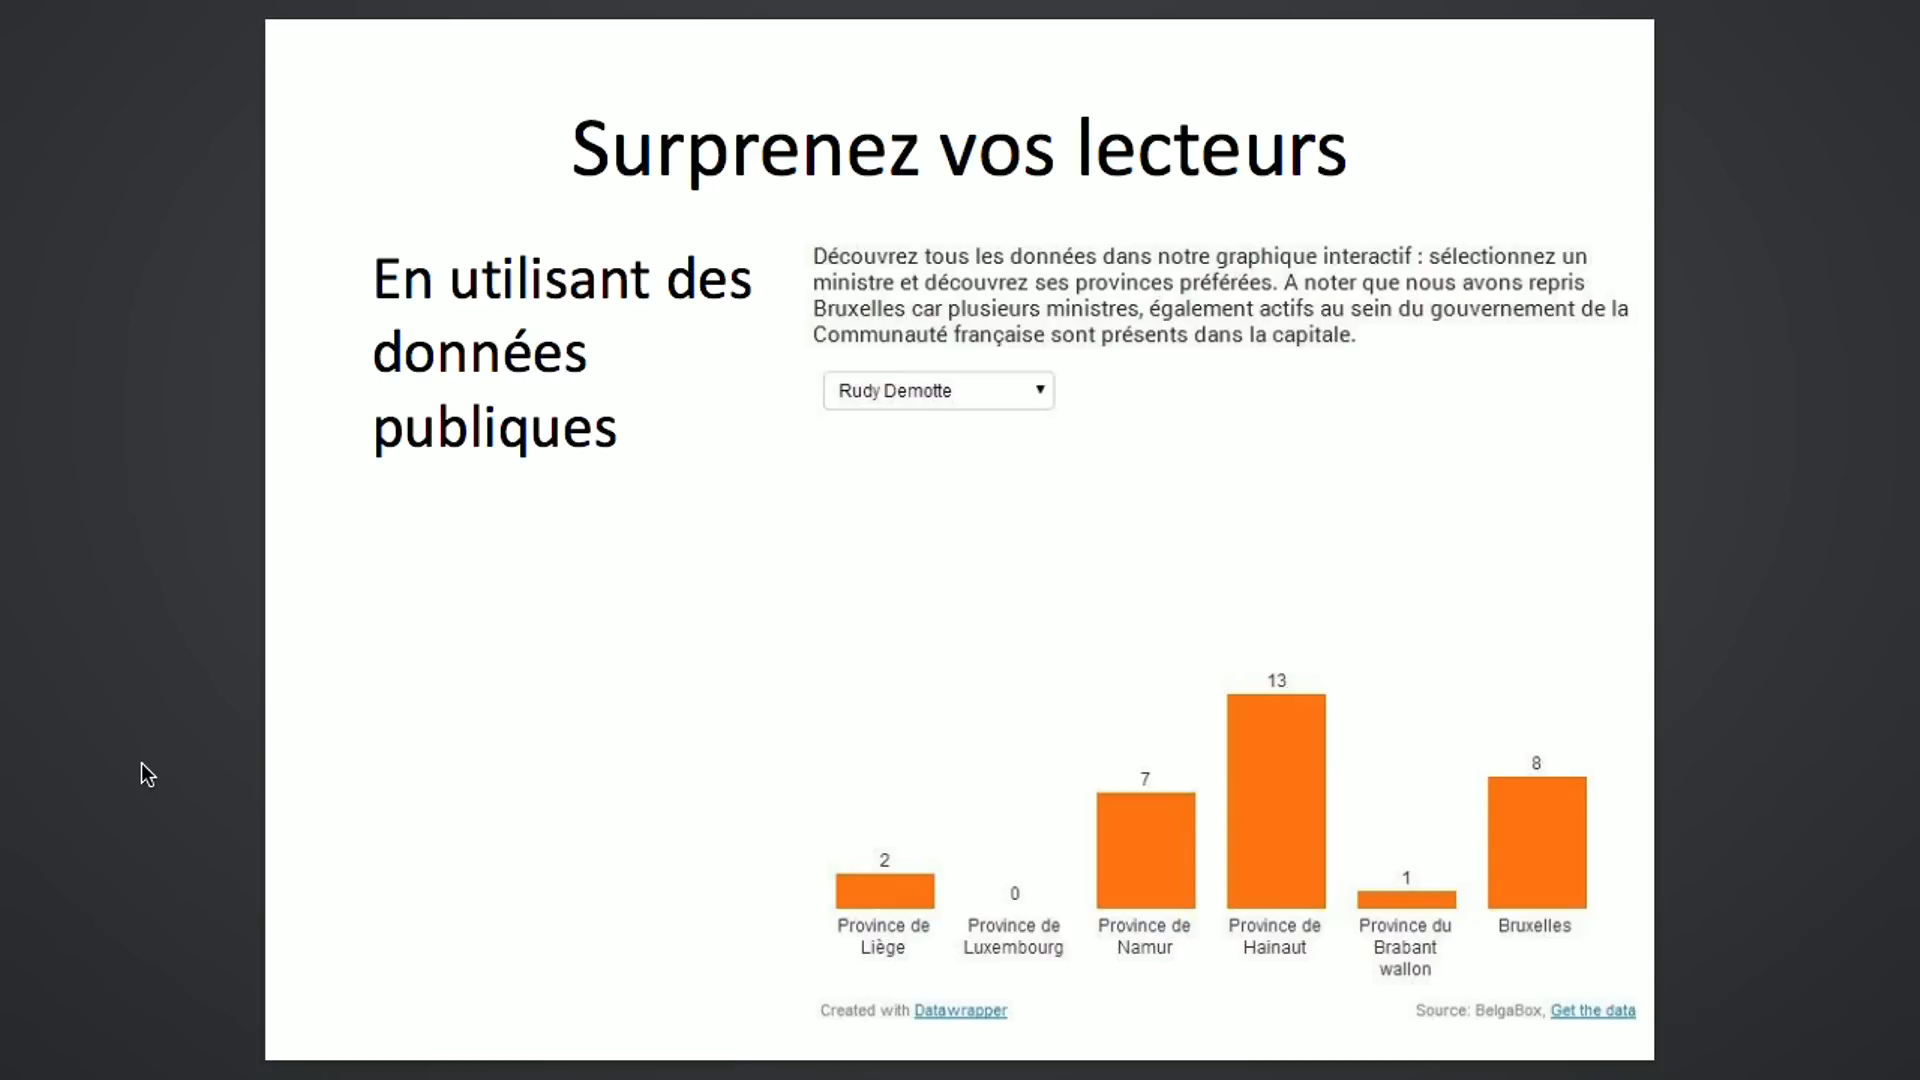 Surprenez vos lecteurs
En utilisant des
données
publiques
Découvrez tous les données dans notre graphique interactif : sélectionnez un
ministre et découvrez ses provinces préférées. A noter que nous avons repris
Bruxelles car plusieurs ministres, également actifs au sein du gouvernement de la
Communauté française sont présents dans la capitale.
Rudy Demotte
2
0
7
13
1
8
Province de
Liège
Province de
Luxembourg
Province de
Namur
Province de
Hainaut
Province du
Brabant
wallon
Bruxelles
Created with Datawrapper
Source: BelgaBox, Get the data